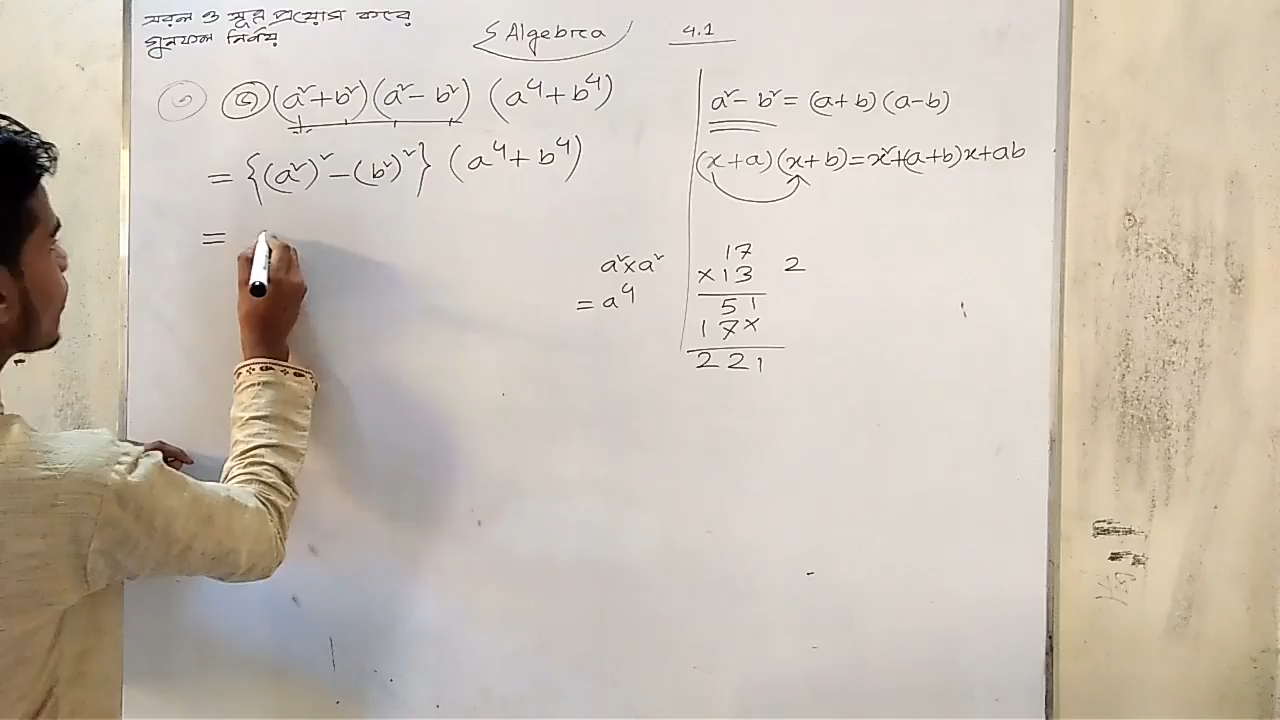 সরল ও সূত্র প্রয়োগ করে
গুনফল নির্ণয়
Algebra
4.1
(a²+b²)(a²-b²) (a⁴+b⁴)
= {(a²)²-(b²)²} (a⁴+b⁴)
=
a²-b²=(a+b)(a-b)
(x+a)(x+b)=x²+(a+b)x+ab
a²×a²
= a⁴
17
×13 2
51
17×
221